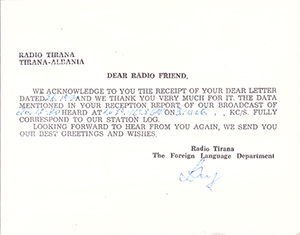 RADIO TIRANA
TIRANA-ALBANIA
DEAR RADIO FRIEND,
WE ACKNOWLEDGE TO YOU THE RECEIPT OF YOUR DEAR LETTER
DATED AND WE THANK YOU VERY MUCH FOR IT. THE DATA
MENTIONED IN YOUR RECEPTION REPORT OF OUR BROADCAST OF
HEARD AT ON , , KC/S. FULLY
CORRESPOND TO OUR STATION LOG.
LOOKING FORWARD TO HEAR FROM YOU AGAIN, WE SEND YOU
OUR BEST GREETINGS AND WISHES.
Radio Tirana
The Foreign Language Department